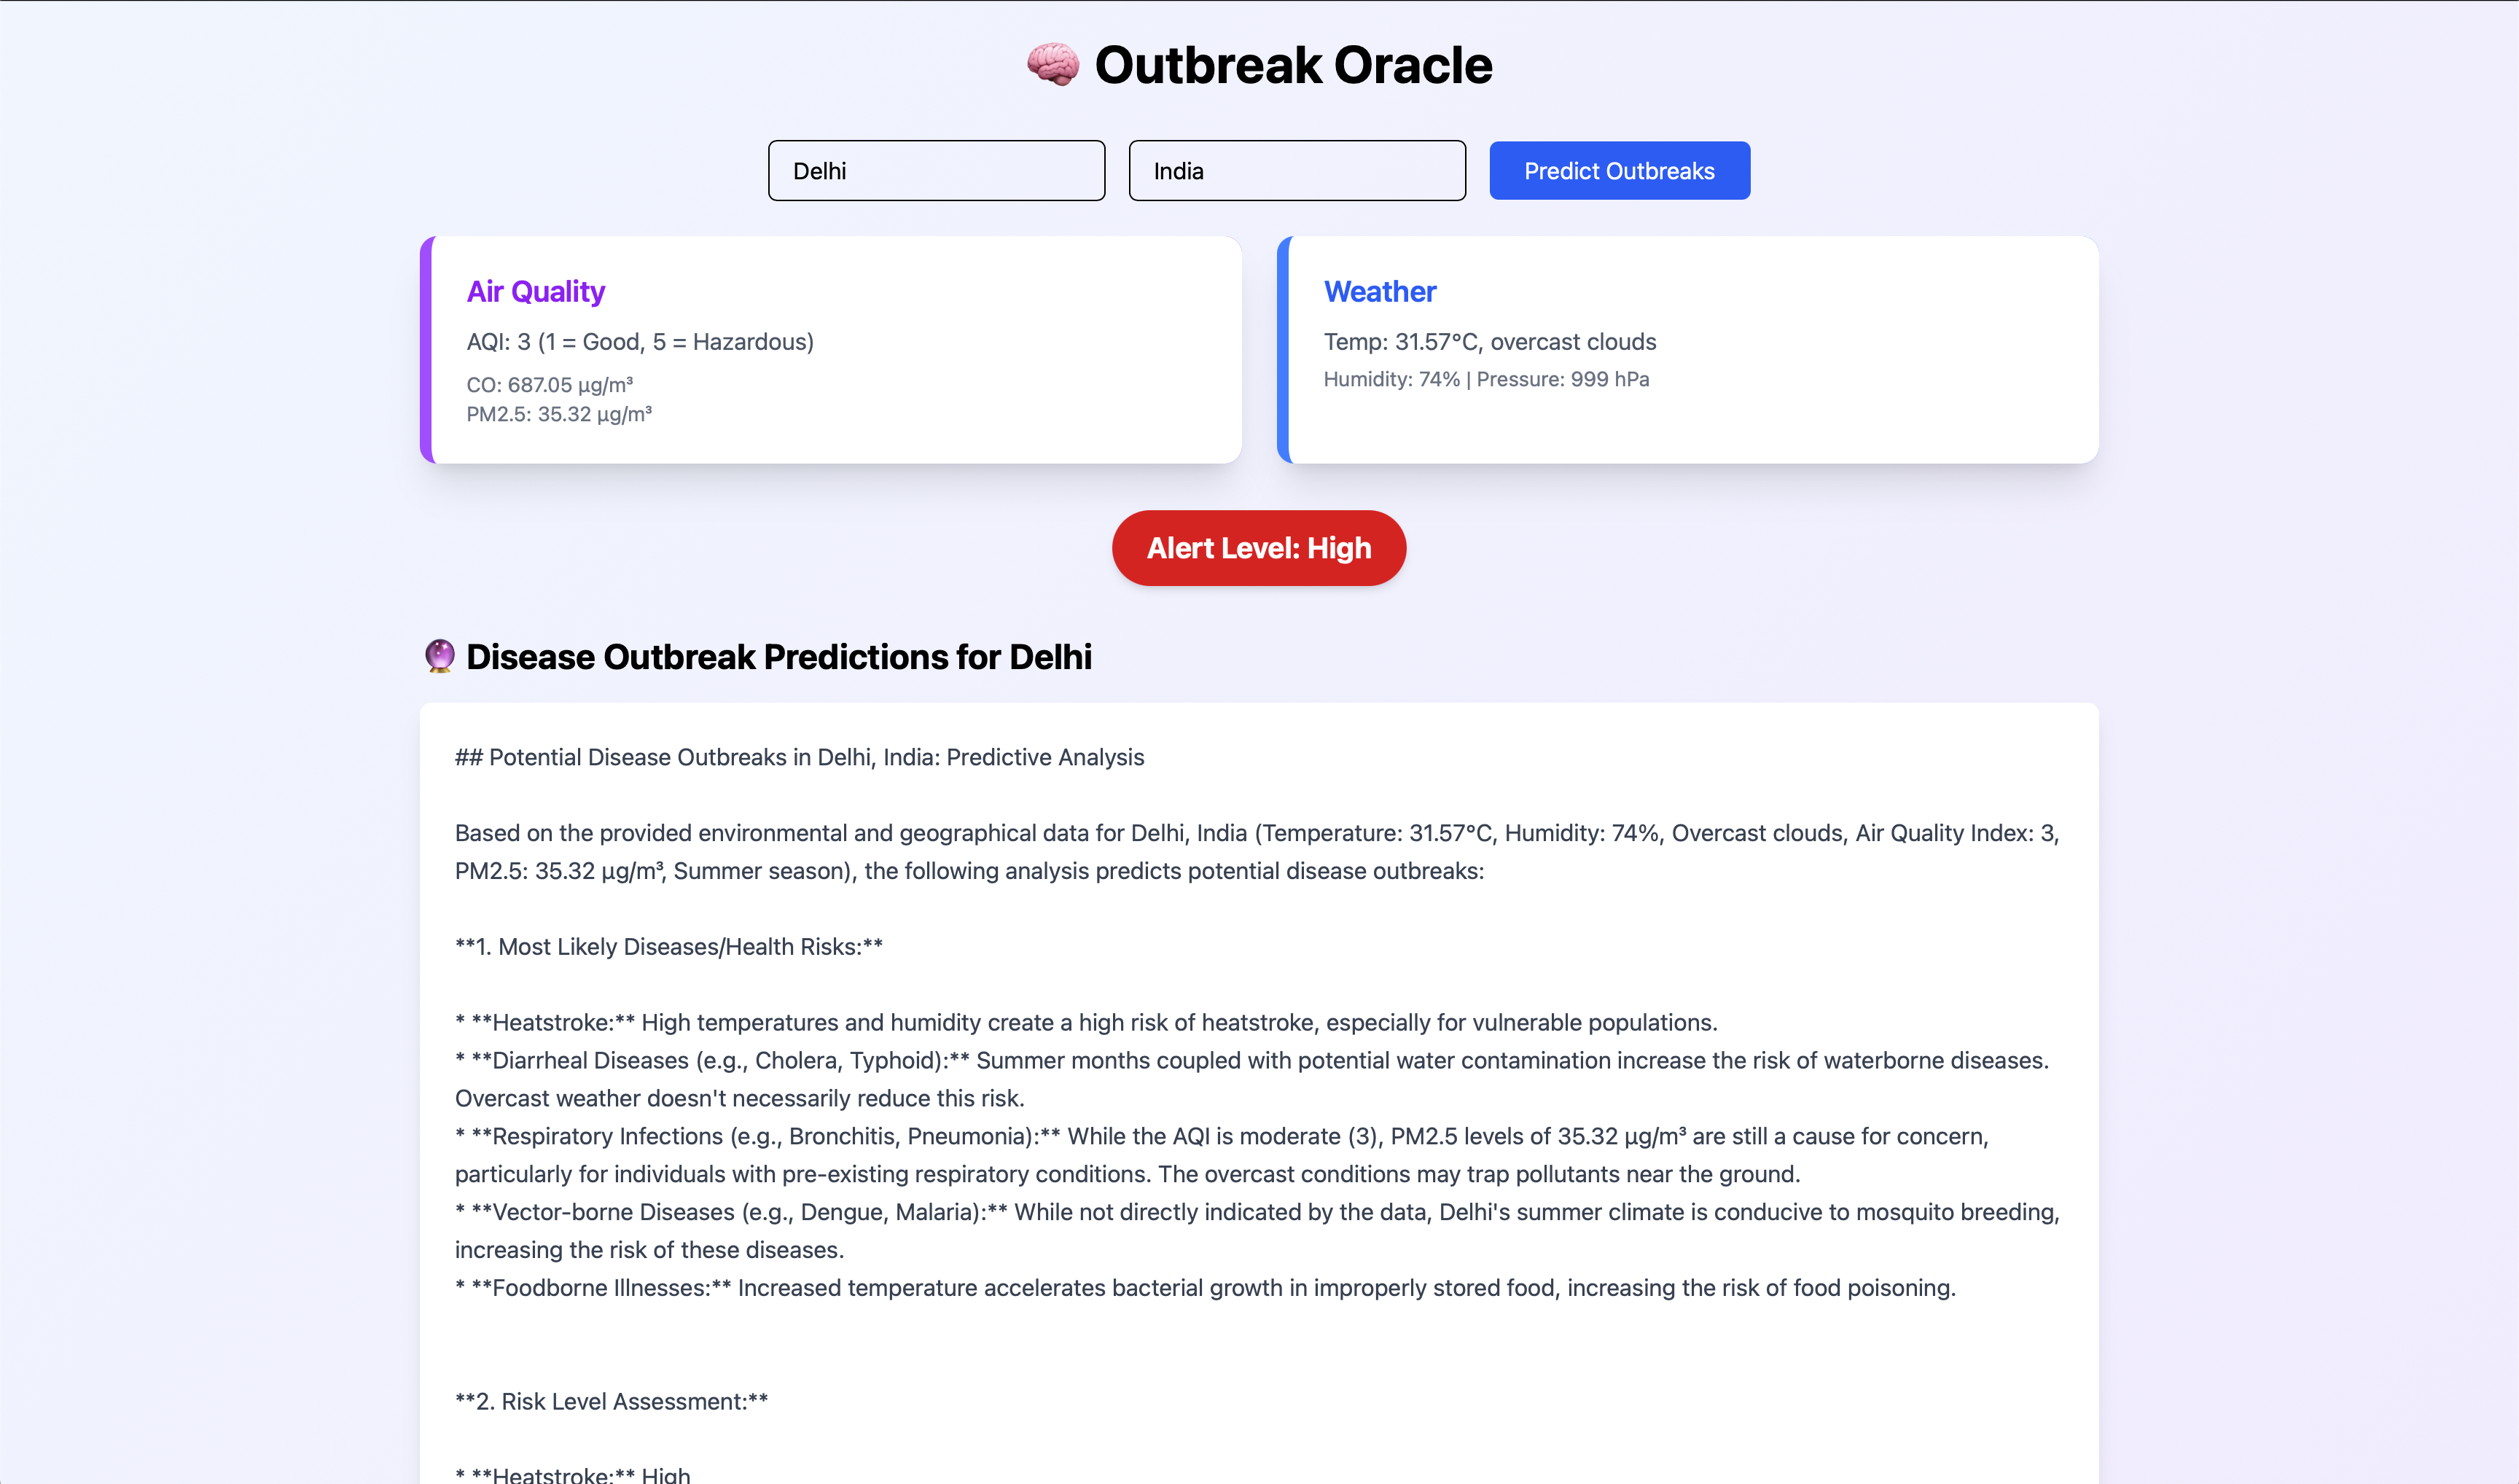 🧠 Outbreak Oracle
Delhi
India
Predict Outbreaks
Air Quality
AQI: 3 (1 = Good, 5 = Hazardous)
CO: 687.05 µg/m³
PM2.5: 35.32 µg/m³
Weather
Temp: 31.57°C, overcast clouds
Humidity: 74% | Pressure: 999 hPa
Alert Level: High
🔮 Disease Outbreak Predictions for Delhi
## Potential Disease Outbreaks in Delhi, India: Predictive Analysis
Based on the provided environmental and geographical data for Delhi, India (Temperature: 31.57°C, Humidity: 74%, Overcast clouds, Air Quality Index: 3,
PM2.5: 35.32 µg/m³, Summer season), the following analysis predicts potential disease outbreaks:
**1. Most Likely Diseases/Health Risks:**
* **Heatstroke:** High temperatures and humidity create a high risk of heatstroke, especially for vulnerable populations.
* **Diarrheal Diseases (e.g., Cholera, Typhoid):** Summer months coupled with potential water contamination increase the risk of waterborne diseases.
Overcast weather doesn't necessarily reduce this risk.
* **Respiratory Infections (e.g., Bronchitis, Pneumonia):** While the AQI is moderate (3), PM2.5 levels of 35.32 µg/m³ are still a cause for concern,
particularly for individuals with pre-existing respiratory conditions. The overcast conditions may trap pollutants near the ground.
* **Vector-borne Diseases (e.g., Dengue, Malaria):** While not directly indicated by the data, Delhi's summer climate is conducive to mosquito breeding,
increasing the risk of these diseases.
* **Foodborne Illnesses:** Increased temperature accelerates bacterial growth in improperly stored food, increasing the risk of food poisoning.
**2. Risk Level Assessment:**
* **Heatstroke:** High